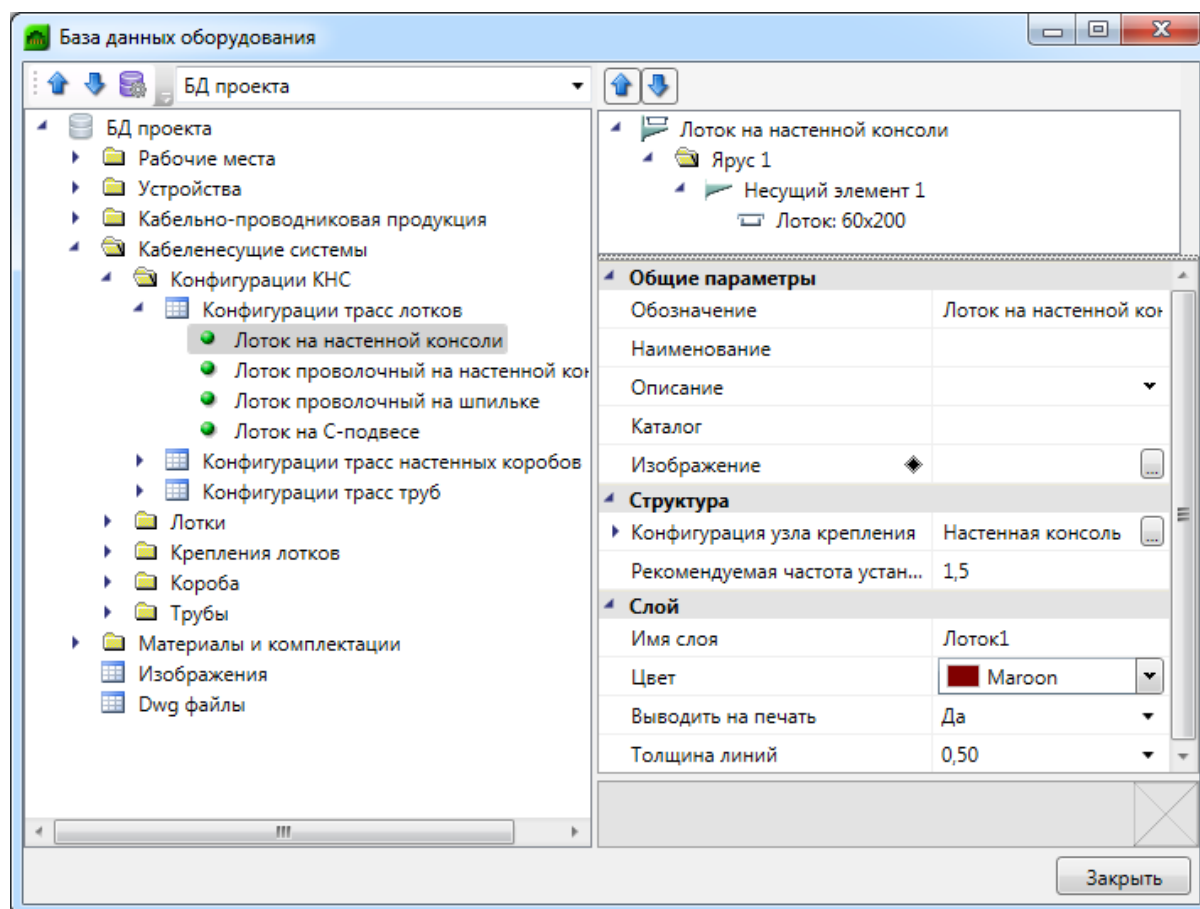 База данных оборудования
БД проекта
БД проекта
Рабочие места
Устройства
Кабельно-проводниковая продукция
Кабеленесущие системы
Конфигурации КНС
Конфигурации трасс лотков
Лоток на настенной консоли
Лоток проволочный на настенной кон
Лоток проволочный на шпильке
Лоток на С-подвесе
Конфигурации трасс настенных коробов
Конфигурации трасс труб
Лотки
Крепления лотков
Короба
Трубы
Материалы и комплектации
Изображения
Dwg файлы
Лоток на настенной консоли
Ярус 1
Несущий элемент 1
Лоток: 60x200
Общие параметры
Обозначение Лоток на настенной кон
Наименование
Описание
Каталог
Изображение ...
Структура
Конфигурация узла крепления Настенная консоль ...
Рекомендуемая частота устан... 1,5
Слой
Имя слоя Лоток1
Цвет Maroon
Выводить на печать Да
Толщина линий 0,50
Закрыть